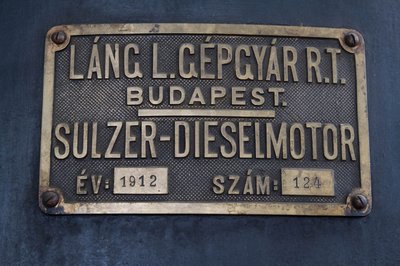 LÁNG L. GÉPGYÁR R.T.
BUDAPEST.
SULZER-DIESELMOTOR
ÉV: 1912 SZÁM: 124